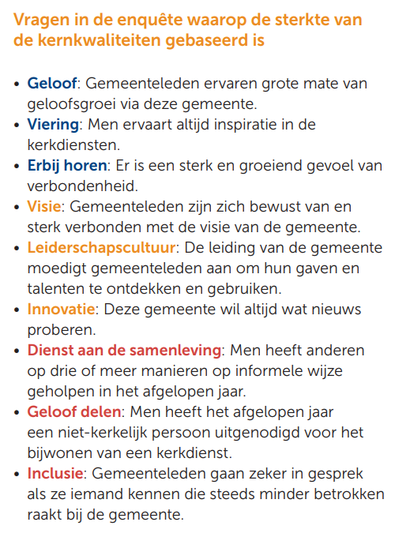 Vragen in de enquête waarop de sterkte van
de kernkwaliteiten gebaseerd is
• Geloof: Gemeenteleden ervaren grote mate van
geloofsgroei via deze gemeente.
• Viering: Men ervaart altijd inspiratie in de
kerkdiensten.
• Erbij horen: Er is een sterk en groeiend gevoel van
verbondenheid.
• Visie: Gemeenteleden zijn zich bewust van en
sterk verbonden met de visie van de gemeente.
• Leiderschapscultuur: De leiding van de gemeente
moedigt gemeenteleden aan om hun gaven en
talenten te ontdekken en gebruiken.
• Innovatie: Deze gemeente wil altijd wat nieuws
proberen.
• Dienst aan de samenleving: Men heeft anderen
op drie of meer manieren op informele wijze
geholpen in het afgelopen jaar.
• Geloof delen: Men heeft het afgelopen jaar
een niet-kerkelijk persoon uitgenodigd voor het
bijwonen van een kerkdienst.
• Inclusie: Gemeenteleden gaan zeker in gesprek
als ze iemand kennen die steeds minder betrokken
raakt bij de gemeente.